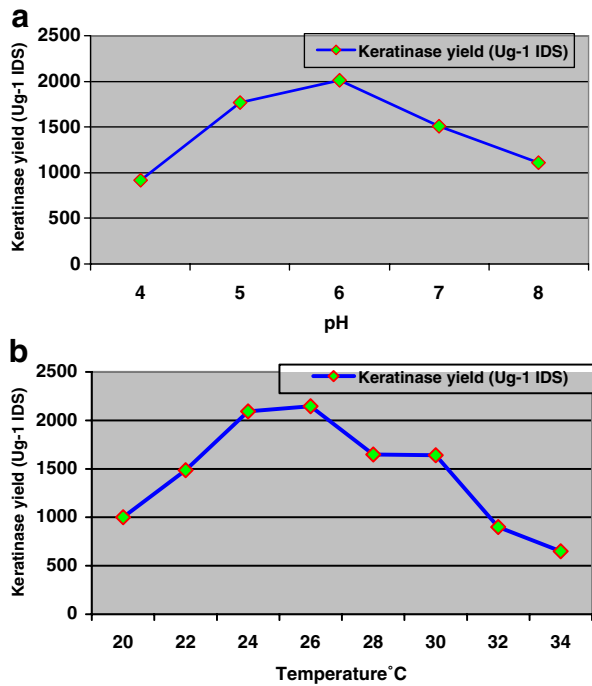 a
Keratinase yield (Ug-1 IDS)
Keratinase yield (Ug-1 IDS)
2500
2000
1500
1000
500
0
4 5 6 7 8
pH
b
Keratinase yield (Ug-1 IDS)
Keratinase yield (Ug-1 IDS)
2500
2000
1500
1000
500
0
20 22 24 26 28 30 32 34
Temperature˚C